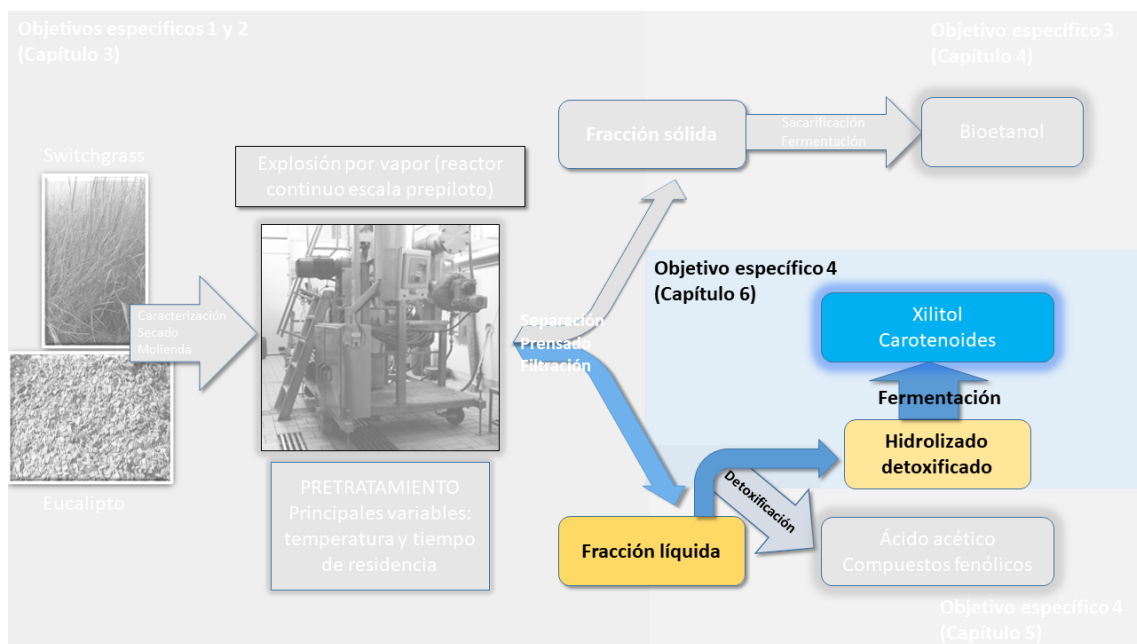 Objetivos específicos 1 y 2
(Capítulo 3)
Objetivo específico 3
(Capítulo 4)
Fracción sólida
Sacarificación
Fermentación
Bioetanol
Switchgrass
Explosión por vapor (reactor
continuo escala prepiloto)
Caracterización
Secado
Mollenda
Eucalipto
PRETRATAMIENTO
Principales variables:
temperatura y tiempo
de residencia
Separación
Prensado
Filtración
Objetivo específico 4
(Capítulo 6)
Xilitol
Carotenoides
Fermentación
Hidrolizado
detoxificado
Detoxificación
Fracción líquida
Ácido acético
Compuestos fenólicos
Objetivo específico 4
(Capítulo 5)